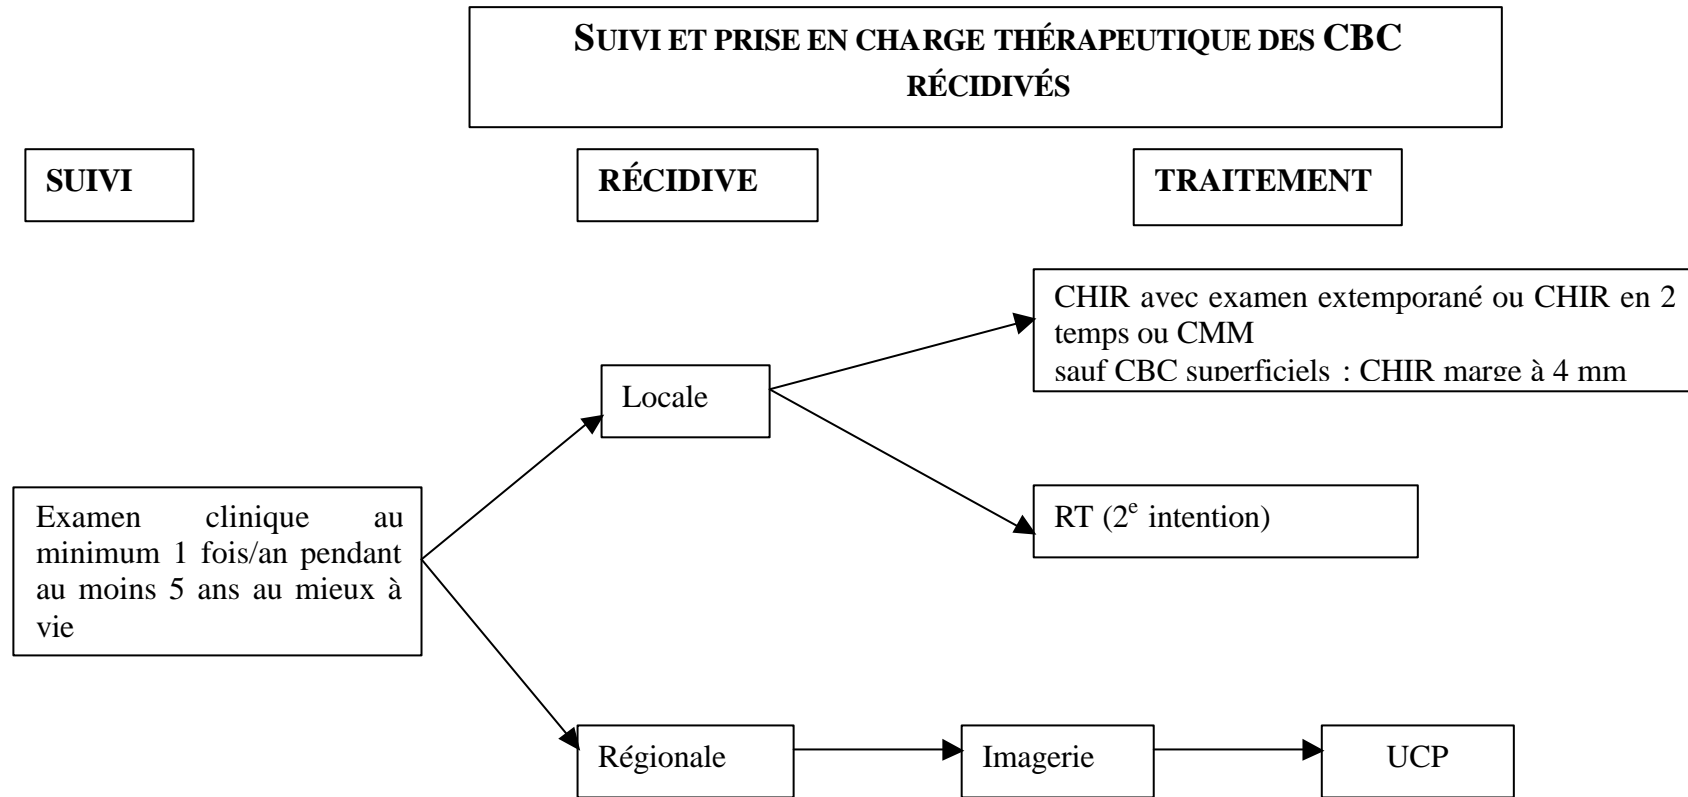 SUIVI ET PRISE EN CHARGE THÉRAPEUTIQUE DES CBC
RÉCIDIVÉS
SUIVI
RÉCIDIVE
TRAITEMENT
CHIR avec examen extemporané ou CHIR en 2
temps ou CMM
sauf CBC superficiels : CHIR marge à 4 mm
Locale
Examen clinique au
minimum 1 fois/an pendant
au moins 5 ans au mieux à
vie
RT (2e intention)
Régionale
Imagerie
UCP